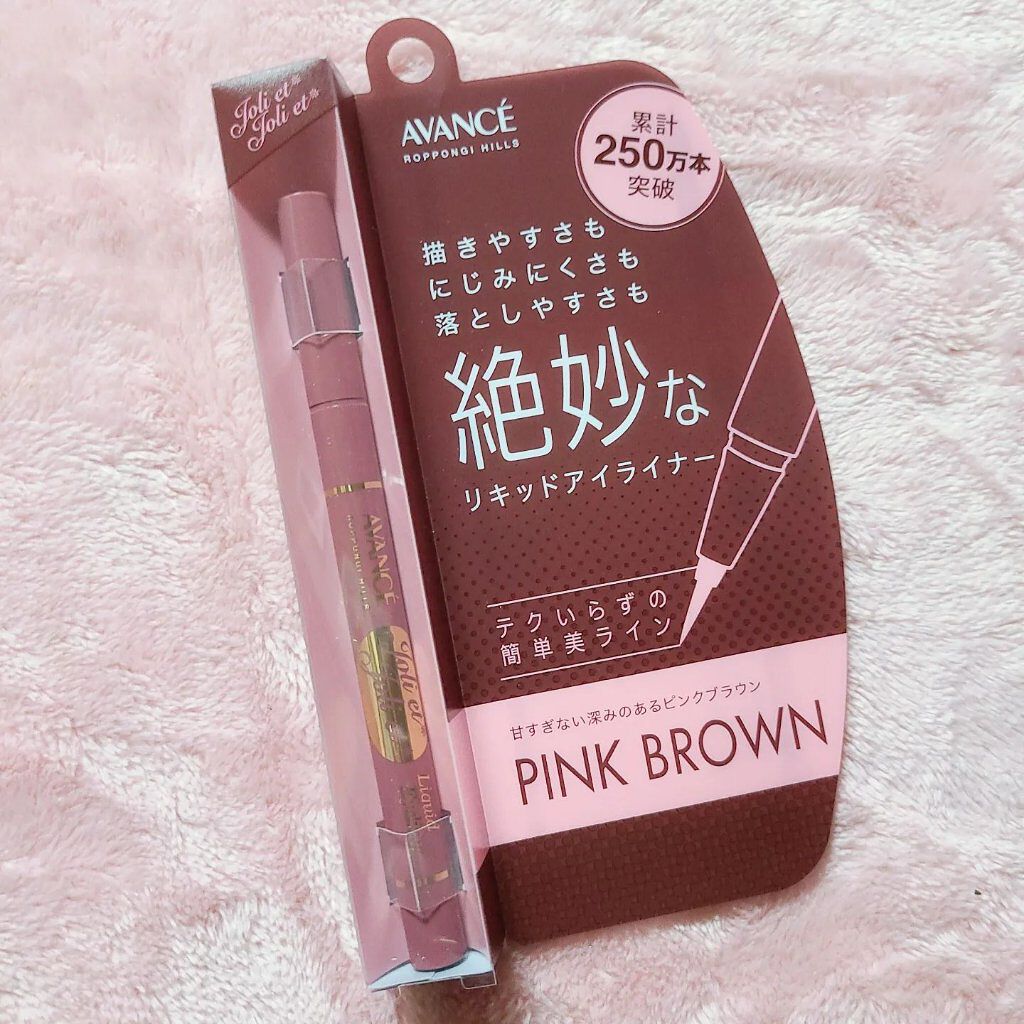 Joli et
Joli et
AVANCÉ
ROPPONGI HILLS
累計
250万本
突破
描きやすさも
にじみにくさも
落としやすさも
絶妙な
リキッドアイライナー
テクいらずの
簡単美ライン
甘すぎない深みのあるピンクブラウン
PINK BROWN
AVANCÉ
ROPPONGI HILLS
Joli et
Liquid